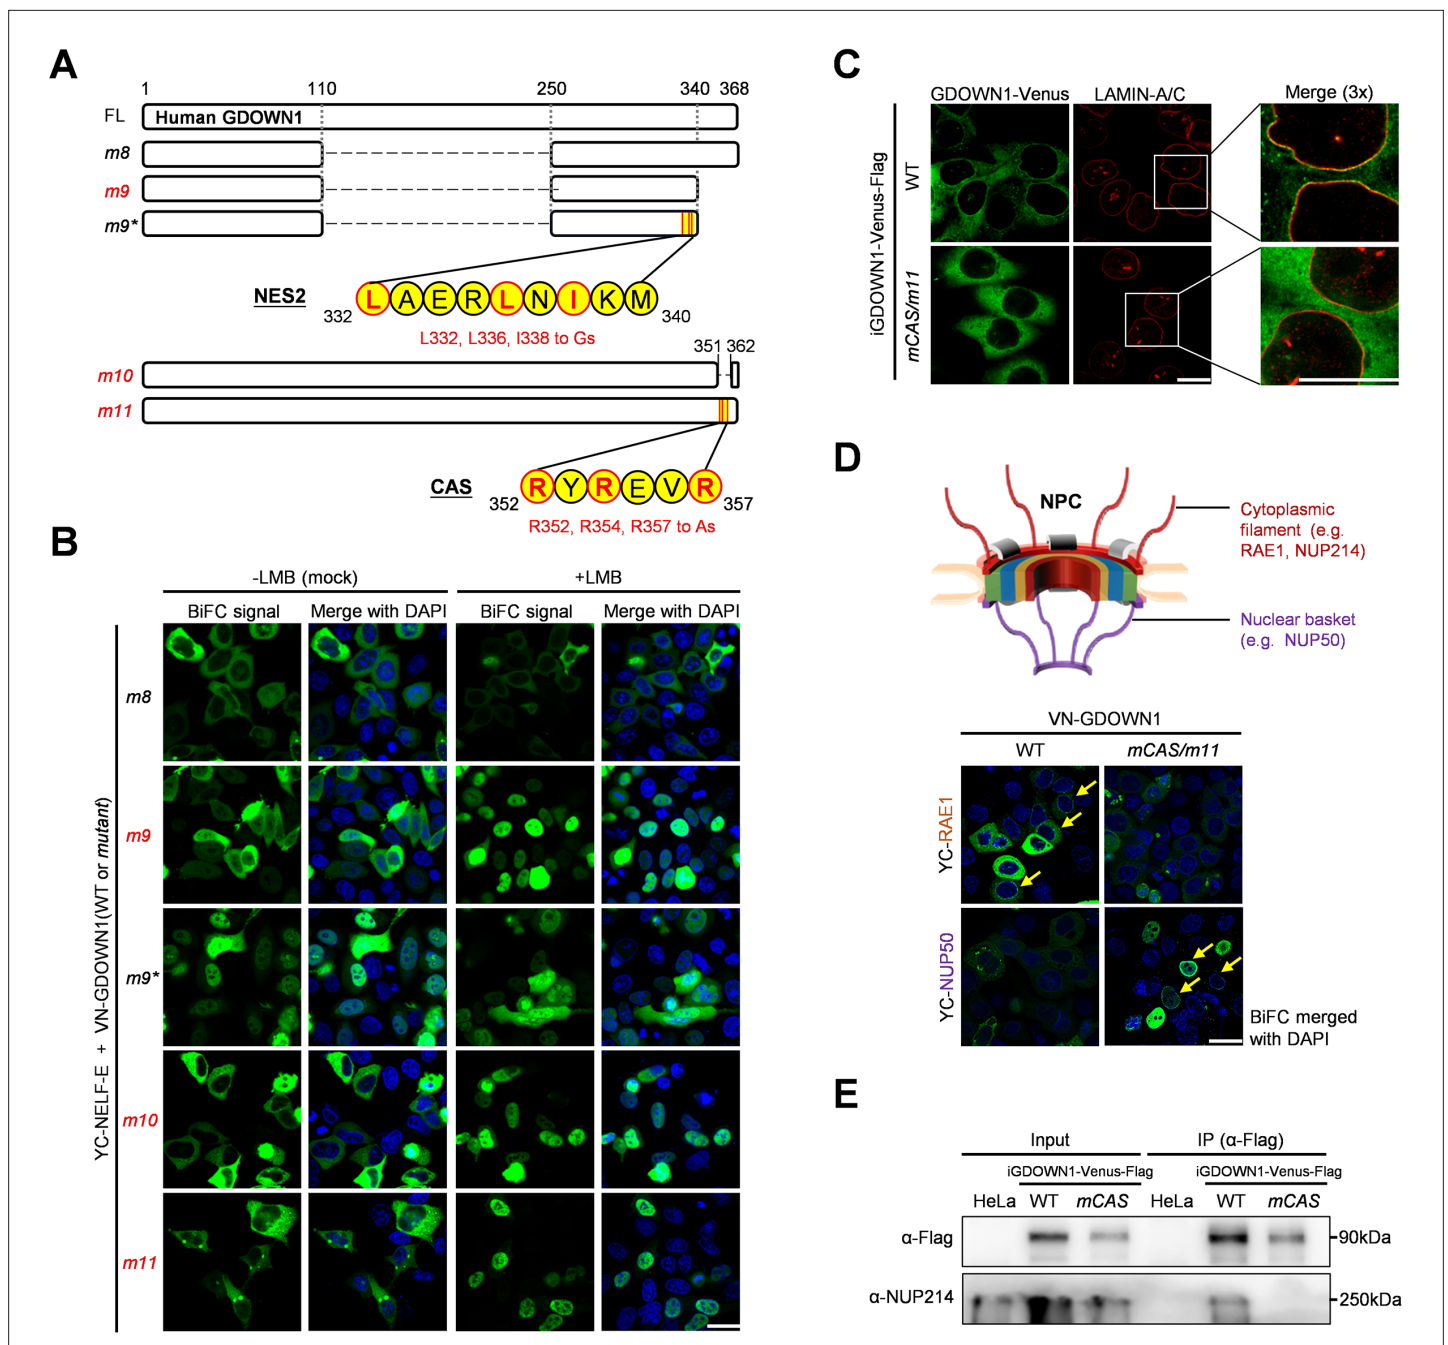 A
1 110 250 340 368
FL Human GDOWN1
m8
m9
m9*
NES2 L A E R L N I K M
332 340
L332, L336, I338 to Gs
351 362
m10
m11
CAS R Y R E V R
352 357
R352, R354, R357 to As
B
-LMB (mock) +LMB
BiFC signal Merge with DAPI BiFC signal Merge with DAPI
YC-NELF-E + VN-GDOWN1(WT or mutant)
m8
m9
m9*
m10
m11
C
GDOWN1-Venus LAMIN-A/C Merge (3x)
iGDOWN1-Venus-Flag
WT
mCAS/m11
D
NPC
Cytoplasmic
filament (e.g.
RAE1, NUP214)
Nuclear basket
(e.g. NUP50)
VN-GDOWN1
WT mCAS/m11
YC-RAE1
YC-NUP50
BiFC merged
with DAPI
E
Input IP (α-Flag)
iGDOWN1-Venus-Flag iGDOWN1-Venus-Flag
HeLa WT mCAS HeLa WT mCAS
α-Flag 90kDa
α-NUP214 250kDa